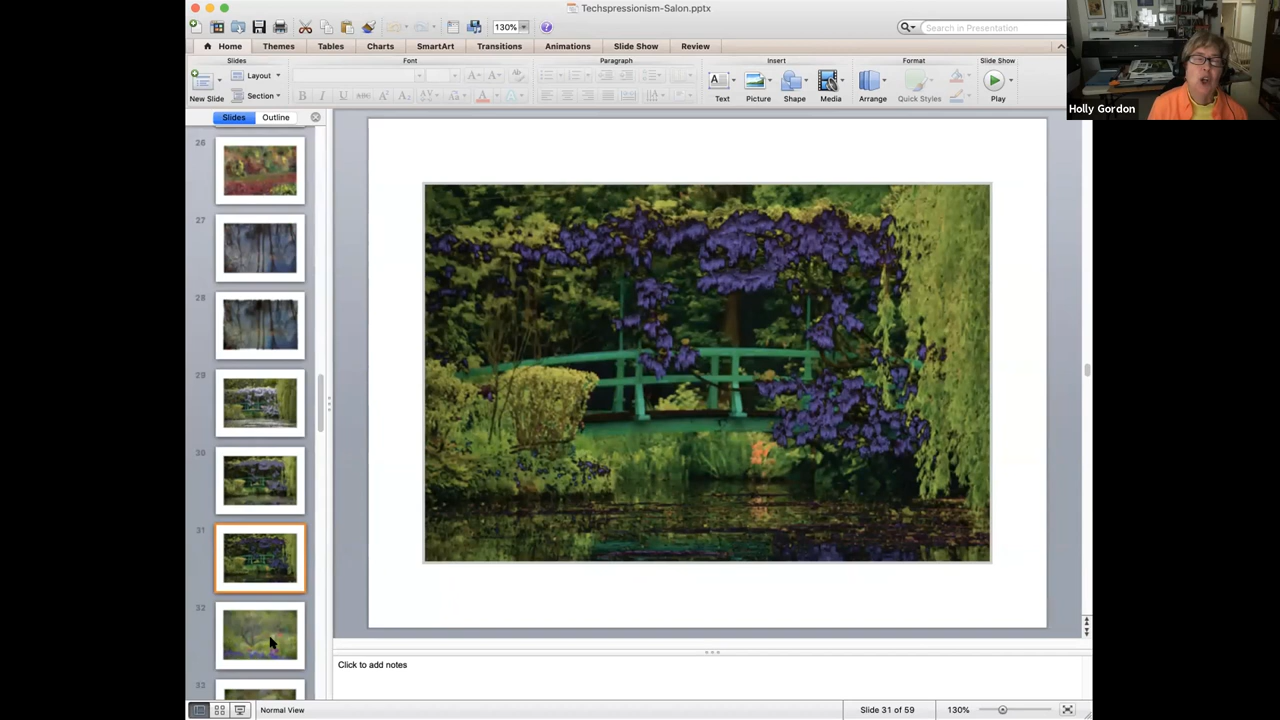 Techspressionism-Salon.pptx
130%
Search in Presentation
Home Themes Tables Charts SmartArt Transitions Animations Slide Show Review
Slides Font Paragraph Insert Format Slide Show
Layout
Section
New Slide
Text Picture Shape Media Arrange Quick Styles Play
Slides Outline
Holly Gordon
26
27
28
29
30
31
32
33
Click to add notes
Normal View
Slide 31 of 59
130%